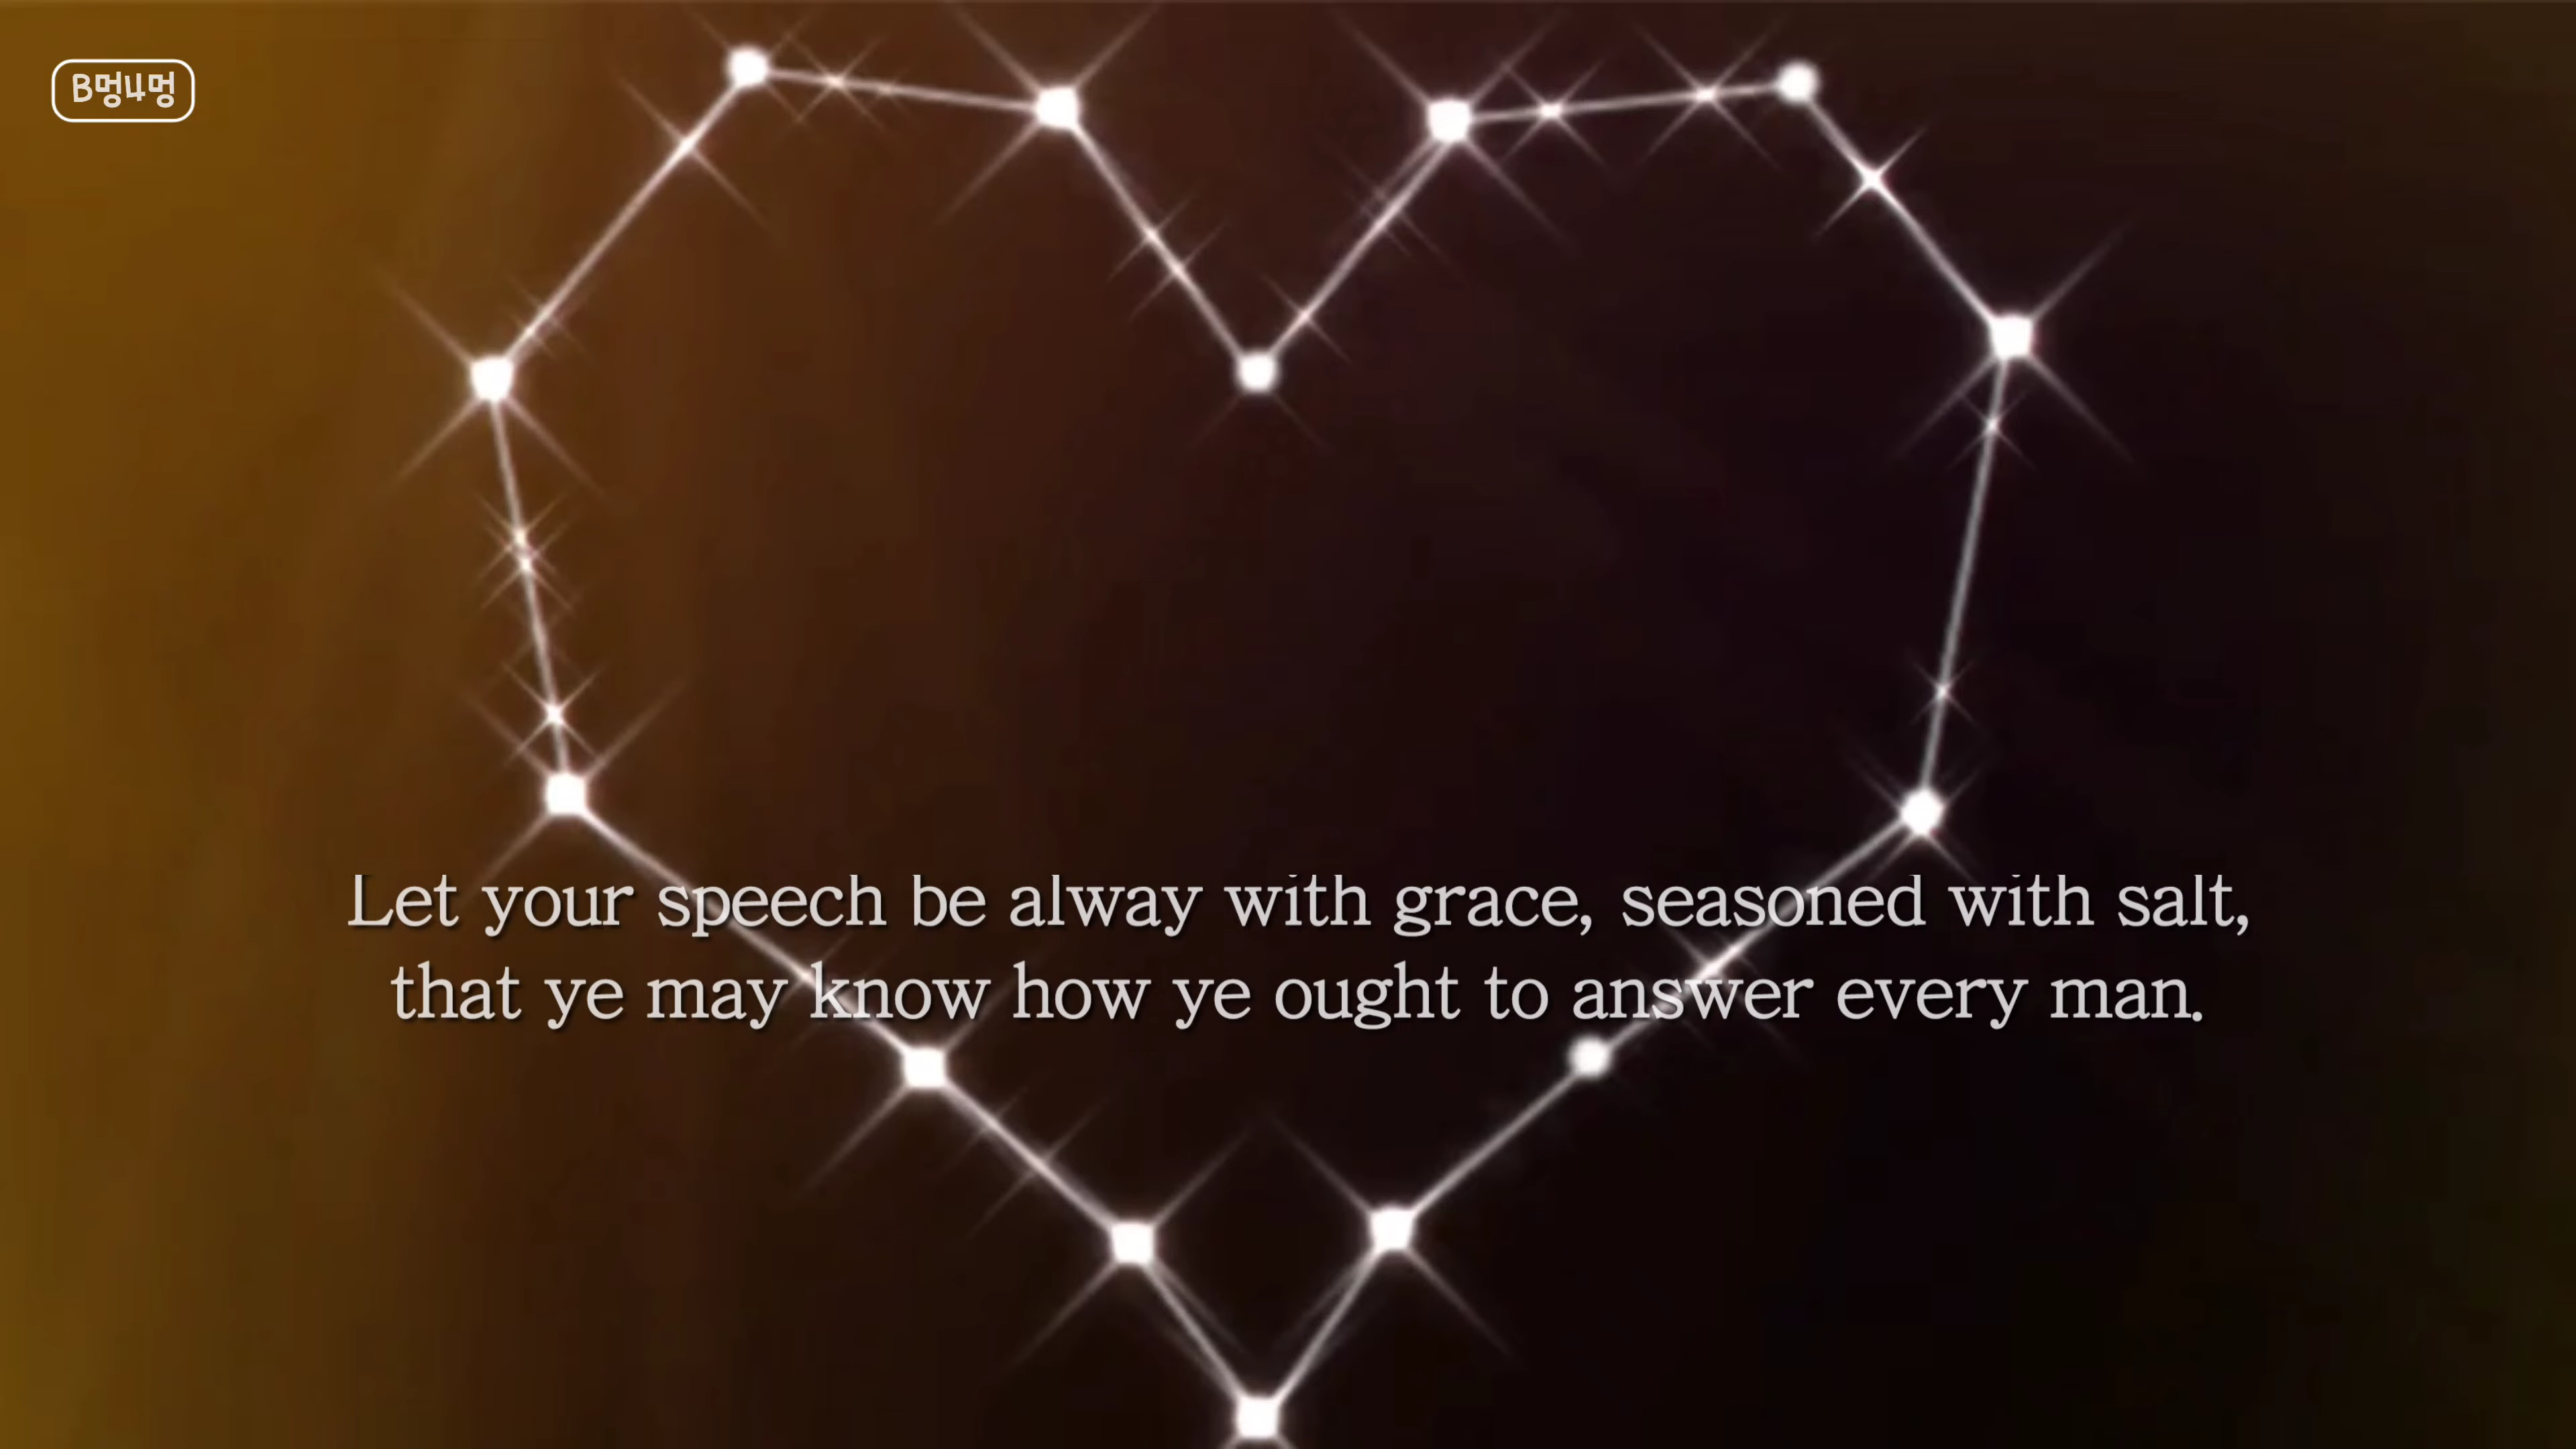 B멍4멍
Let your speech be alway with grace, seasoned with salt,
that ye may know how ye ought to answer every man.